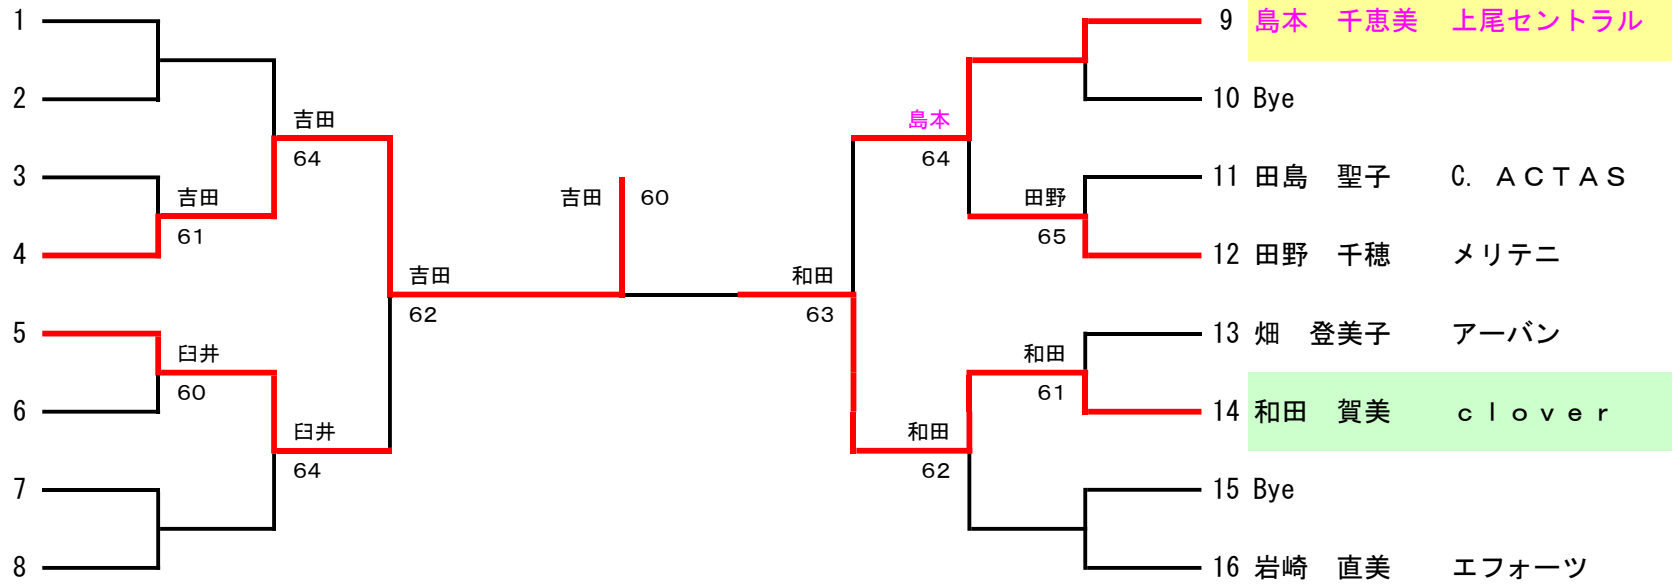 1
9 島本　千恵美　上尾セントラル
2
10 Bye
吉田
島本
64
64
3
11 田島　聖子　C. ＡＣＴＡＳ
吉田
吉田
60
田野
61
65
4
12 田野　千穂　メリテニ
吉田
和田
62
63
5
13 畑　登美子　アーバン
臼井
和田
60
61
6
14 和田　賀美　ｃｌｏｖｅｒ
臼井
和田
64
62
7
15 Bye
8
16 岩崎　直美　エフォーツ